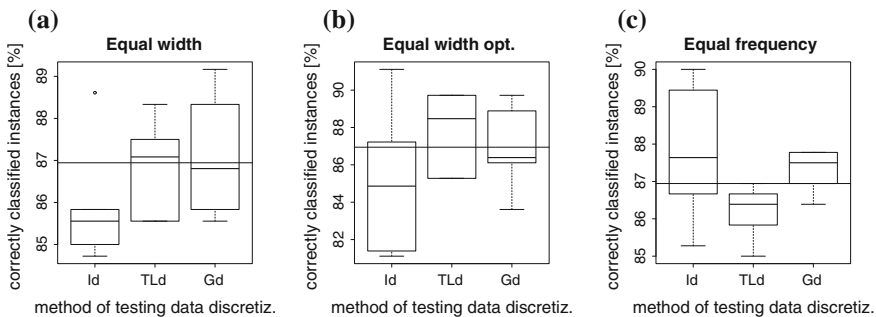 (a)
Equal width
correctly classified instances [%]
89
88
87
86
85
Id
TLd
Gd
method of testing data discretiz.
(b)
Equal width opt.
correctly classified instances [%]
90
88
86
84
82
Id
TLd
Gd
method of testing data discretiz.
(c)
Equal frequency
correctly classified instances [%]
90
89
88
87
86
85
Id
TLd
Gd
method of testing data discretiz.